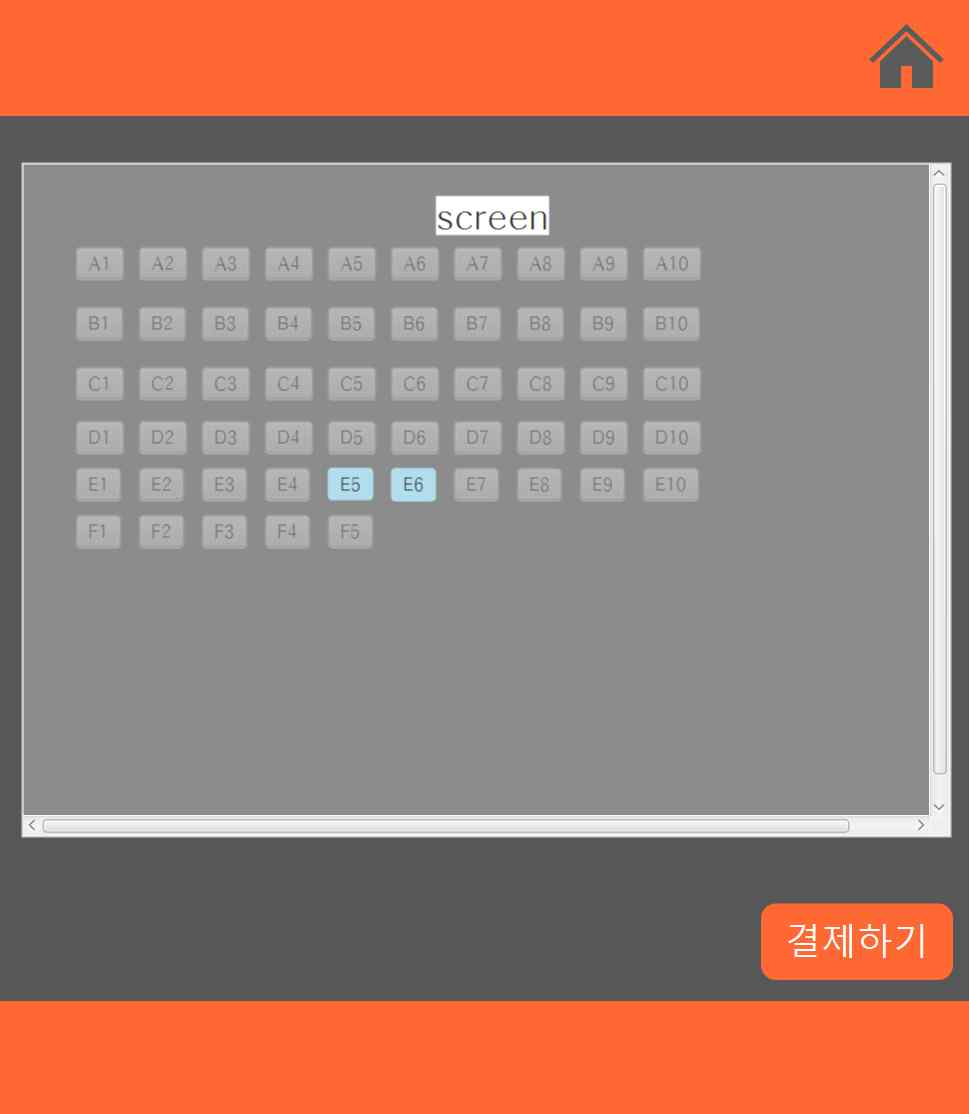 screen
A1 A2 A3 A4 A5 A6 A7 A8 A9 A10
B1 B2 B3 B4 B5 B6 B7 B8 B9 B10
C1 C2 C3 C4 C5 C6 C7 C8 C9 C10
D1 D2 D3 D4 D5 D6 D7 D8 D9 D10
E1 E2 E3 E4 E5 E6 E7 E8 E9 E10
F1 F2 F3 F4 F5
결제하기